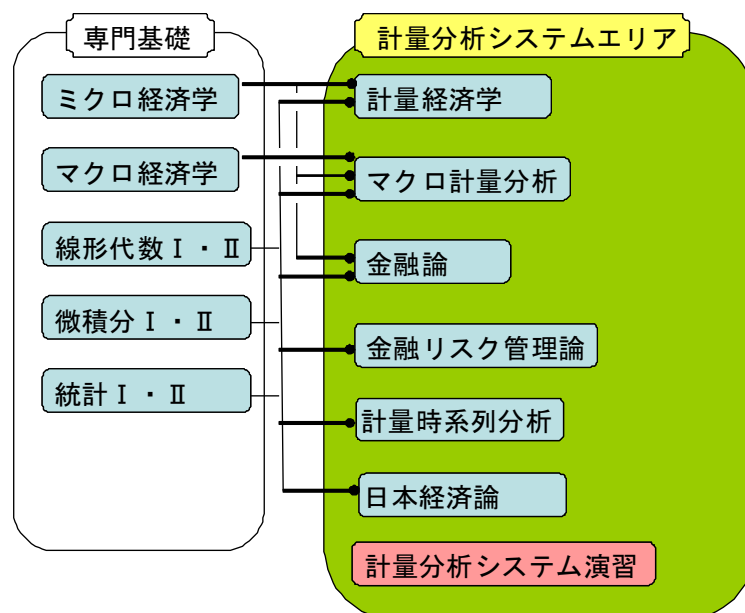 専門基礎
ミクロ経済学
マクロ経済学
線形代数Ⅰ・Ⅱ
微積分Ⅰ・Ⅱ
統計Ⅰ・Ⅱ
計量分析システムエリア
計量経済学
マクロ計量分析
金融論
金融リスク管理論
計量時系列分析
日本経済論
計量分析システム演習